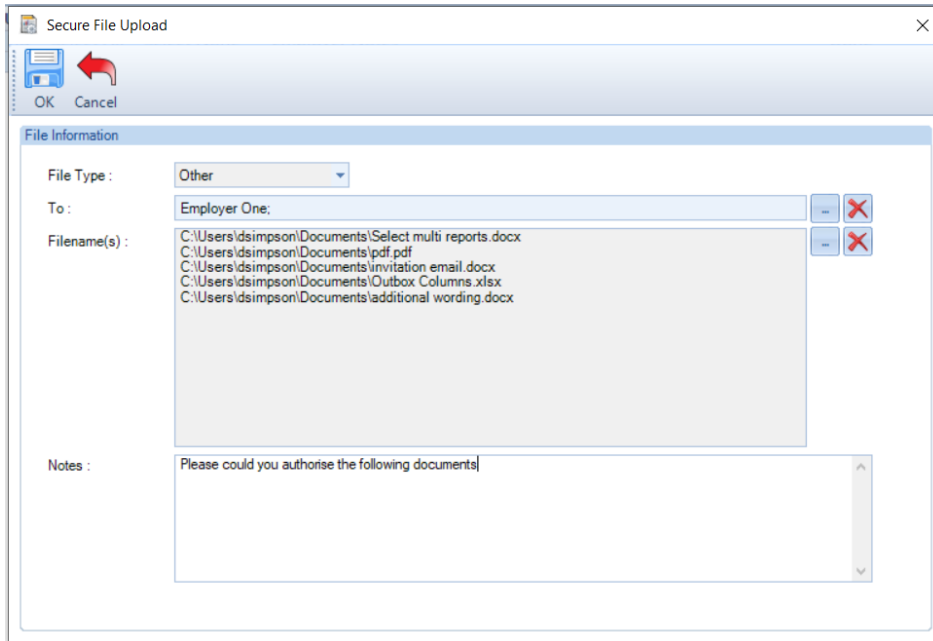 Secure File Upload
OK Cancel
File Information
File Type : Other
To : Employer One; ...
Filename(s) : C:\Users\dsimpson\Documents\Select multi reports.docx ...
C:\Users\dsimpson\Documents\pdf.pdf
C:\Users\dsimpson\Documents\invitation email.docx
C:\Users\dsimpson\Documents\Outbox Columns.xlsx
C:\Users\dsimpson\Documents\additional wording.docx
Notes : Please could you authorise the following documents